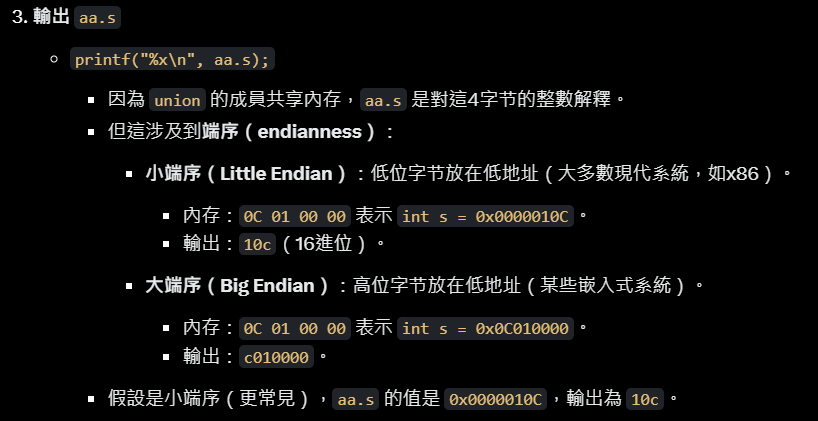 3. 輸出 aa.s
printf("%x\n", aa.s);
因為 union 的成員共享內存，aa.s 是對這4字节的整數解釋。
但這涉及到端序（endianness）：
小端序（Little Endian）：低位字节放在低地址（大多數現代系統，如x86）。
內存：0C 01 00 00 表示 int s = 0x0000010C。
輸出：10c（16進位）。
大端序（Big Endian）：高位字节放在低地址（某些嵌入式系統）。
內存：0C 01 00 00 表示 int s = 0x0C010000。
輸出：c010000。
假設是小端序（更常見），aa.s 的值是 0x0000010C，輸出為 10c。